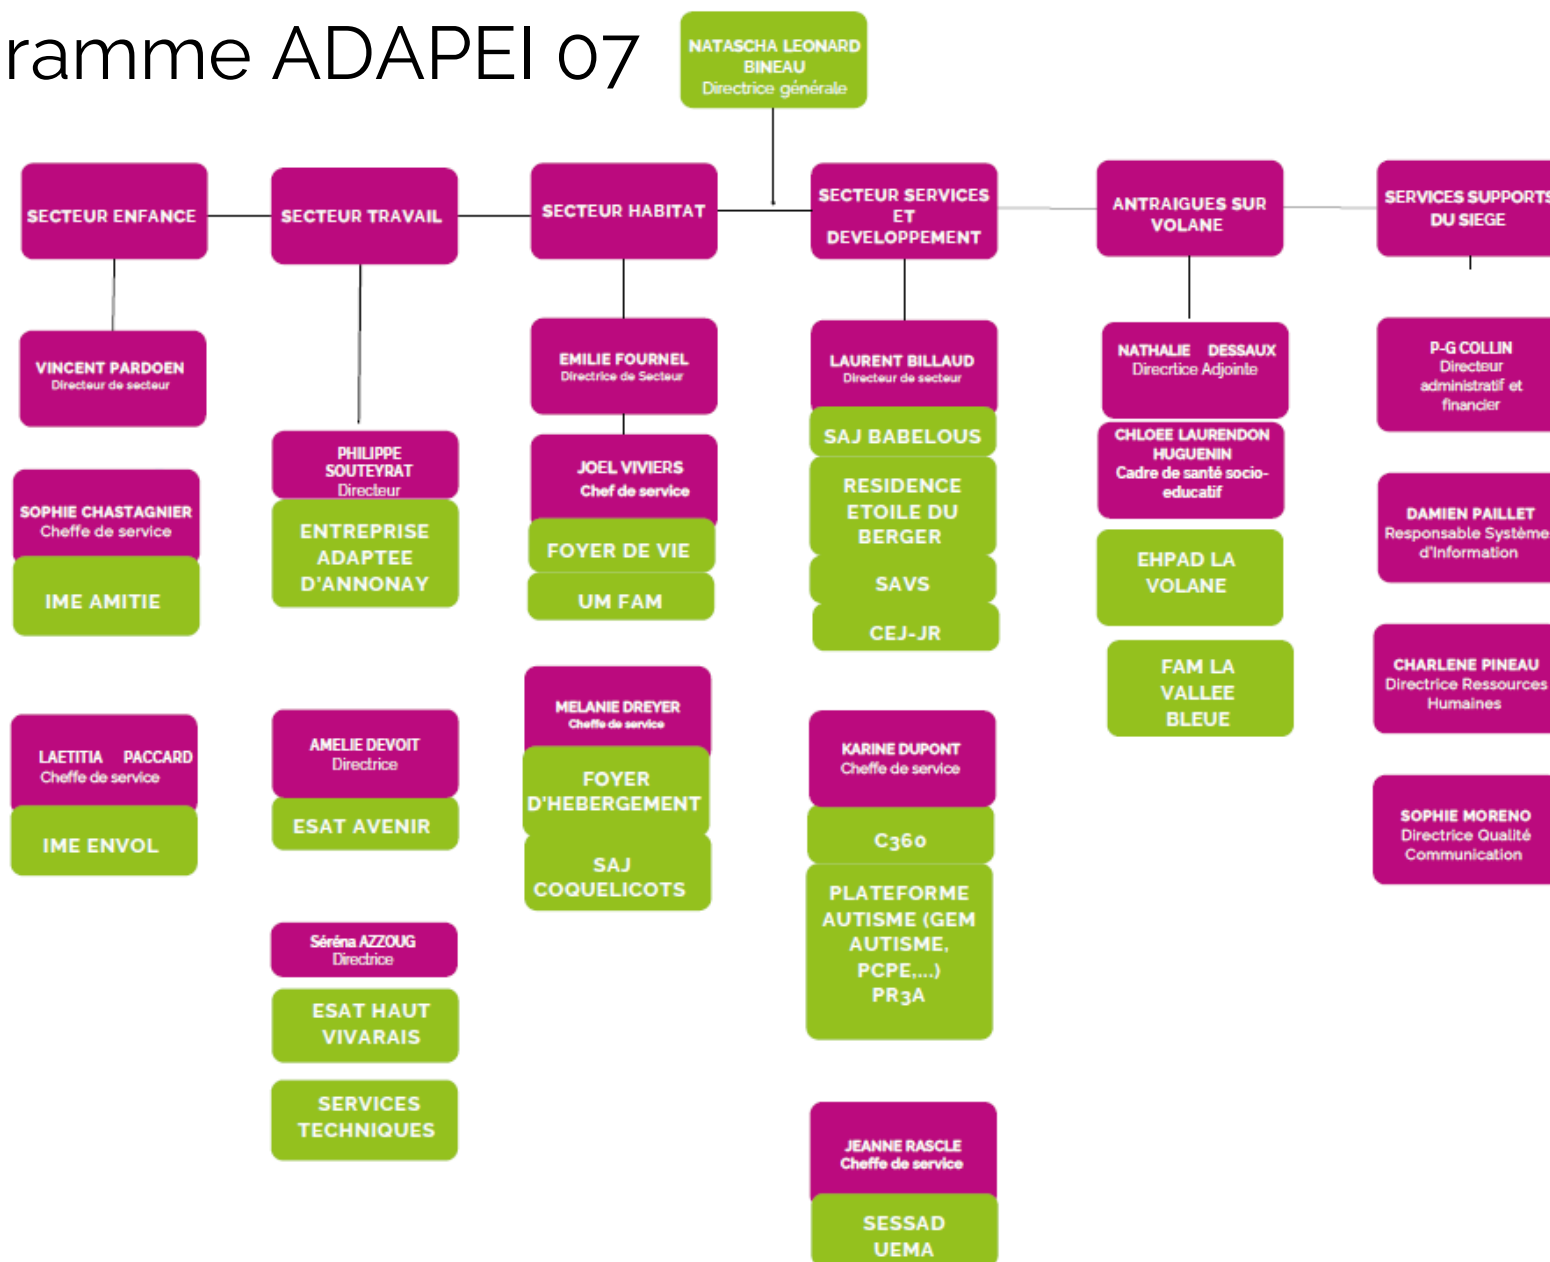 ramme ADAPEI 07
NATASCHA LEONARD
BINEAU
Directrice générale
SECTEUR ENFANCE
SECTEUR TRAVAIL
SECTEUR HABITAT
SECTEUR SERVICES
ET
DEVELOPPEMENT
ANTRAIGUES SUR
VOLANE
SERVICES SUPPORTS
DU SIEGE
VINCENT PARDOEN
Directeur de secteur
SOPHIE CHASTAGNIER
Cheffe de service
IME AMITIE
LAETITIA PACCARD
Cheffe de service
IME ENVOL
PHILIPPE
SOUTEYRAT
Directeur
ENTREPRISE
ADAPTEE
D'ANNONAY
AMELIE DEVOIT
Directrice
ESAT AVENIR
Séréna AZZOUG
Directrice
ESAT HAUT
VIVARAIS
SERVICES
TECHNIQUES
EMILIE FOURNEL
Directrice de Secteur
JOEL VIVIERS
Chef de service
FOYER DE VIE
UM FAM
MELANIE DREYER
Cheffe de service
FOYER
D'HEBERGEMENT
SAJ
COQUELICOTS
LAURENT BILLAUD
Directeur de secteur
SAJ BABELOUS
RESIDENCE
ETOILE DU
BERGER
SAVS
CEJ-JR
KARINE DUPONT
Cheffe de service
C360
PLATEFORME
AUTISME (GEM
AUTISME,
PCPE,...)
PR3A
JEANNE RASCLE
Cheffe de service
SESSAD
UEMA
NATHALIE DESSAUX
Direcrtice Adjointe
CHLOEE LAURENDON
HUGUENIN
Cadre de santé socio-
educatif
EHPAD LA
VOLANE
FAM LA
VALLEE
BLEUE
P-G COLLIN
Directeur
administratif et
financier
DAMIEN PAILLET
Responsable Système
d'Information
CHARLENE PINEAU
Directrice Ressources
Humaines
SOPHIE MORENO
Directrice Qualité
Communication